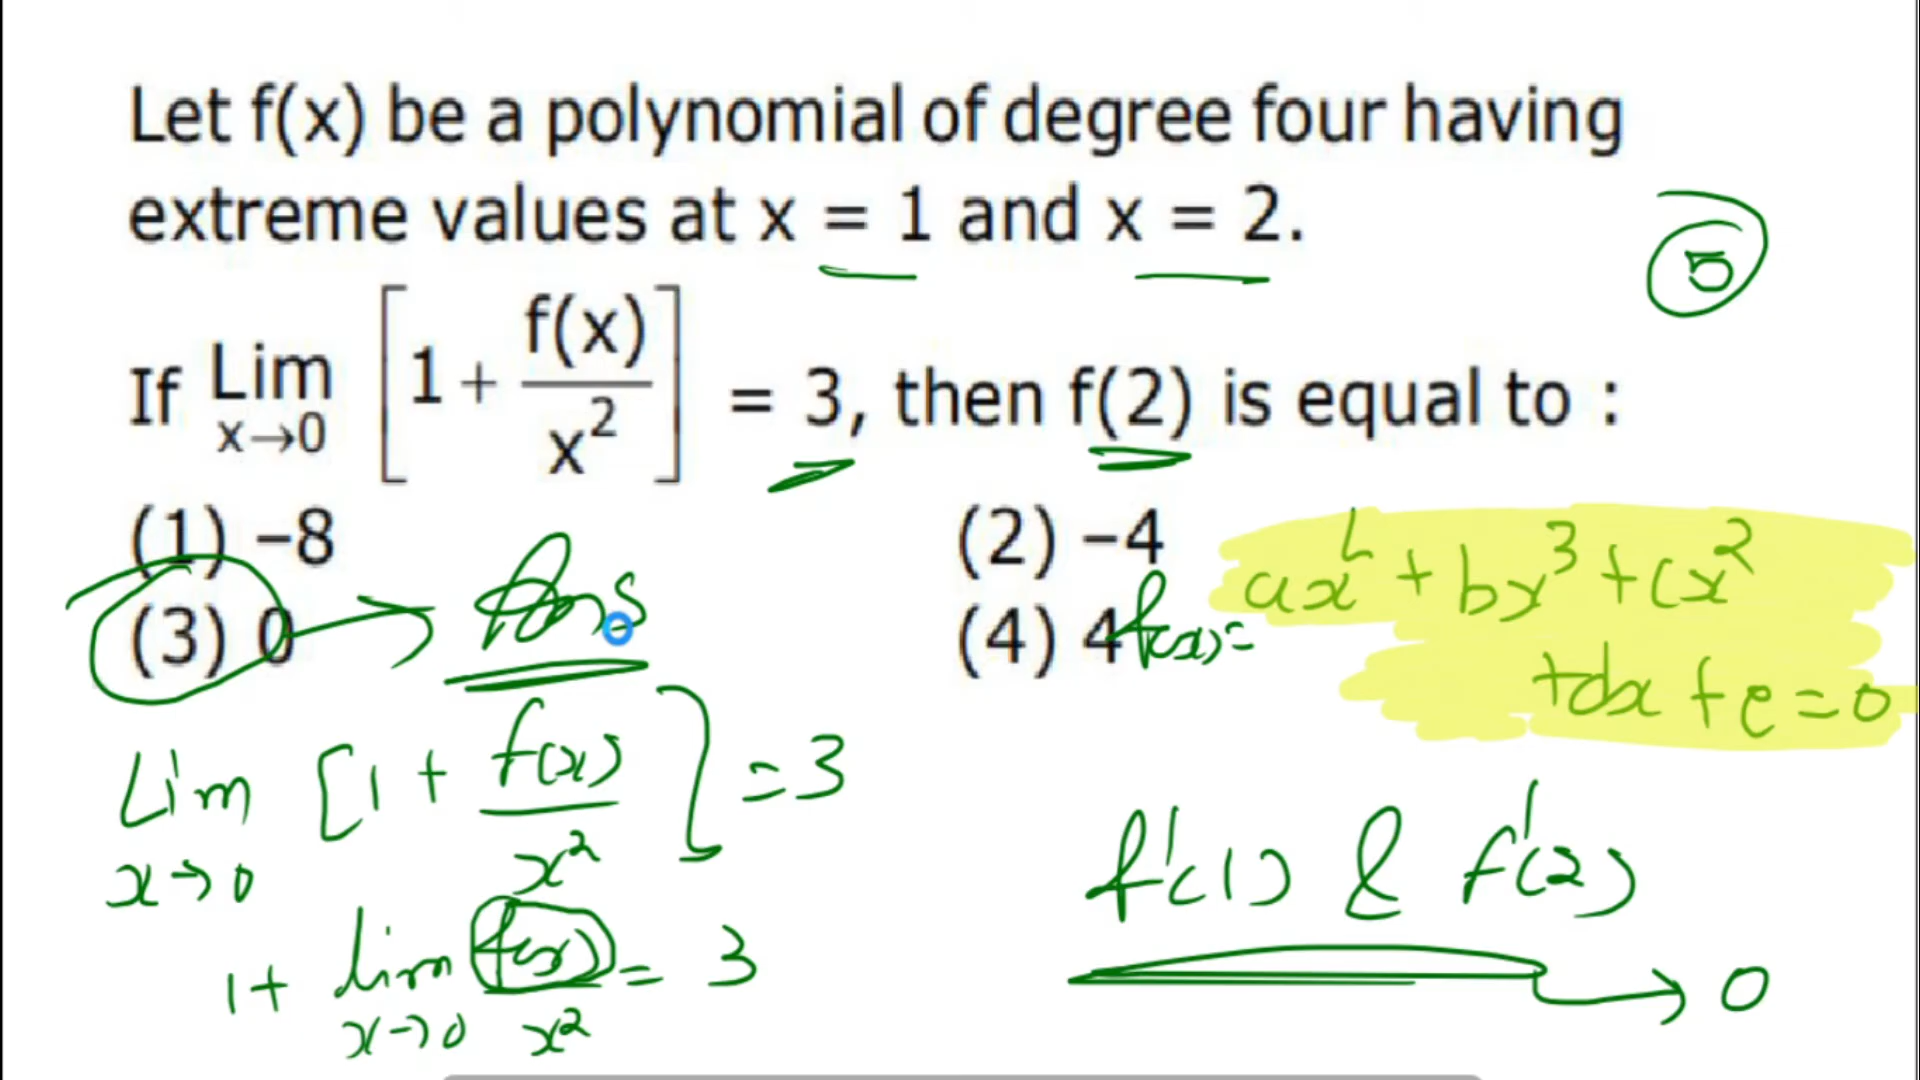 Let f(x) be a polynomial of degree four having
extreme values at x = 1 and x = 2.
5
If Lim x→0 [1 + f(x)/x²] = 3, then f(2) is equal to :
(1) –8 (2) –4
(3) 0 → Ans (4) 4
f(x) = ax⁴ + bx³ + cx²
+ dx + e = 0
Lim x→0 [1 + f(x)/x²] = 3
f'(1) & f'(2) → 0
1 + lim x→0 f(x)/x² = 3